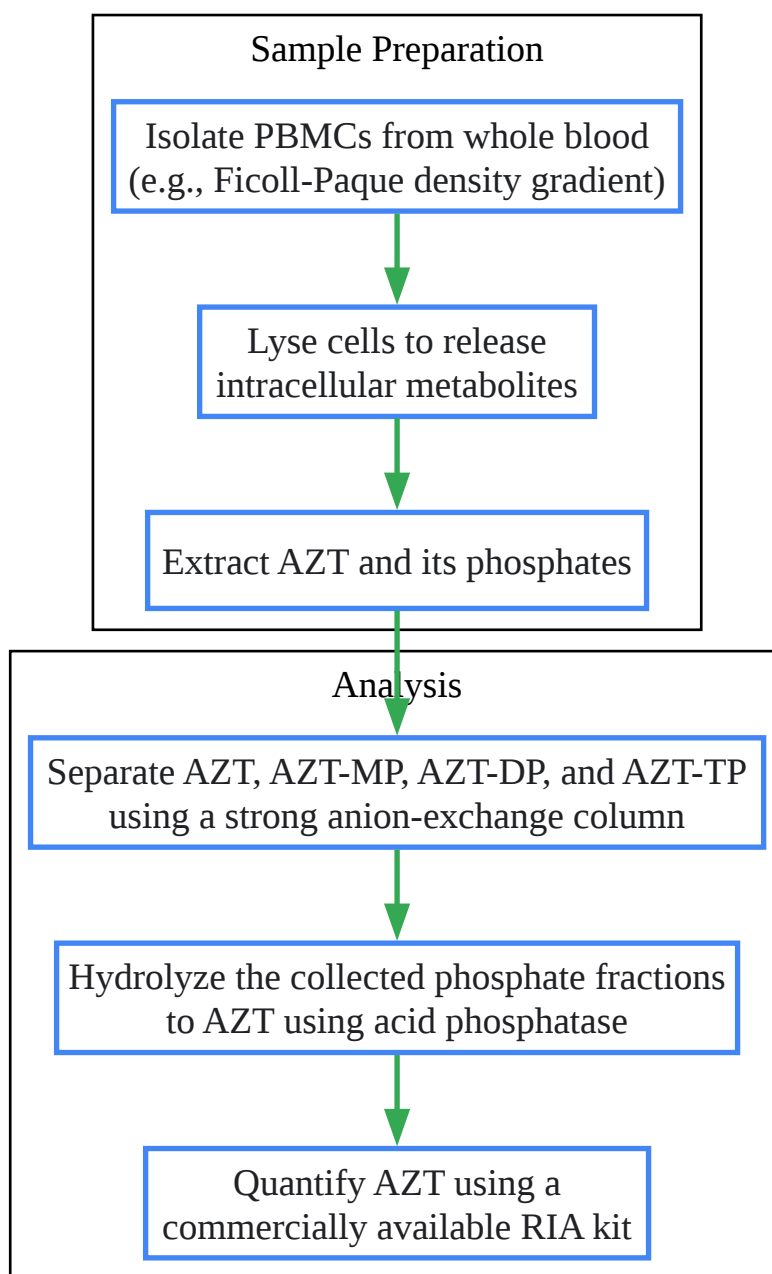 Sample Preparation
Isolate PBMCs from whole blood
(e.g., Ficoll-Paque density gradient)
Lyse cells to release
intracellular metabolites
Extract AZT and its phosphates
Analysis
Separate AZT, AZT-MP, AZT-DP, and AZT-TP
using a strong anion-exchange column
Hydrolyze the collected phosphate fractions
to AZT using acid phosphatase
Quantify AZT using a
commercially available RIA kit